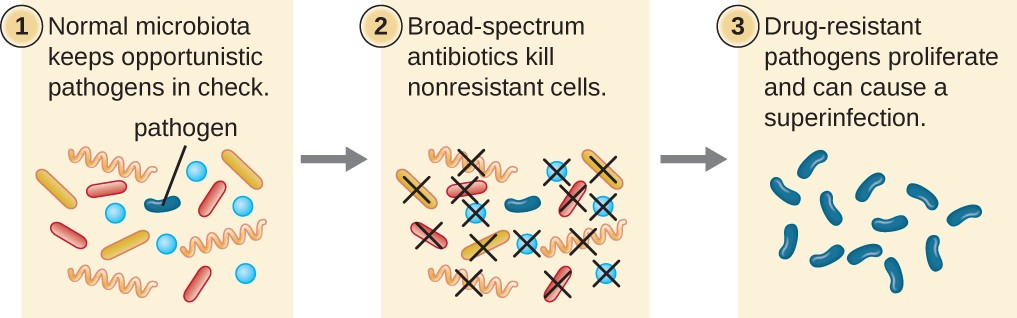 1
Normal microbiota
keeps opportunistic
pathogens in check.
pathogen
2
Broad-spectrum
antibiotics kill
nonresistant cells.
3
Drug-resistant
pathogens proliferate
and can cause a
superinfection.